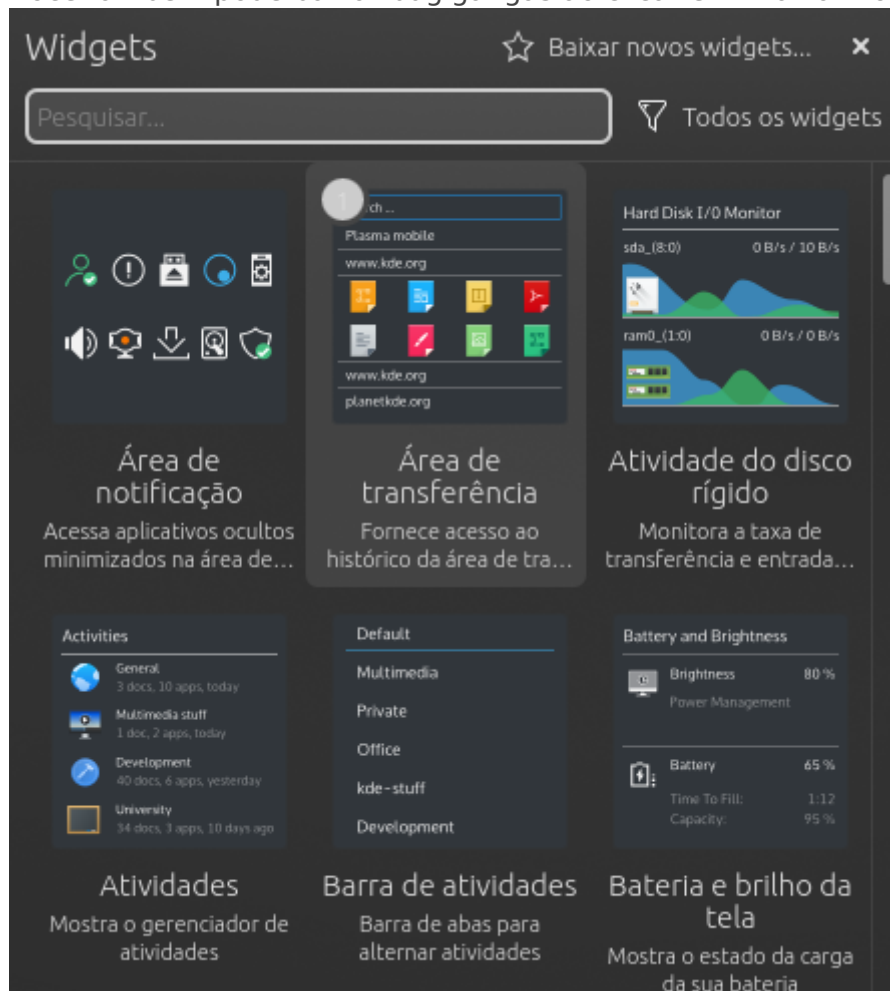 Widgets
Baixar novos widgets...
Pesquisar...
Todos os widgets
1
ch ...
Plasma mobile
www.kde.org
www.kde.org
planetkde.org
Hard Disk I/O Monitor
sda_(8:0) 0 B/s / 10 B/s
ram0_(1:0) 0 B/s / 0 B/s
Área de
notificação
Acessa aplicativos ocultos
minimizados na área de...
Área de
transferência
Fornece acesso ao
histórico da área de tra...
Atividade do disco
rígido
Monitora a taxa de
transferência e entrada...
Activities
General
3 docs, 10 apps, today
Multimedia stuff
1 doc, 2 apps, today
Development
40 docs, 6 apps, yesterday
University
34 docs, 3 apps, 10 days ago
Default
Multimedia
Private
Office
kde-stuff
Development
Battery and Brightness
Brightness 80 %
Power Management
Battery 65 %
Time To Fill: 1:12
Capacity: 95 %
Atividades
Mostra o gerenciador de
atividades
Barra de atividades
Barra de abas para
alternar atividades
Bateria e brilho da
tela
Mostra o estado da carga
da sua bateria